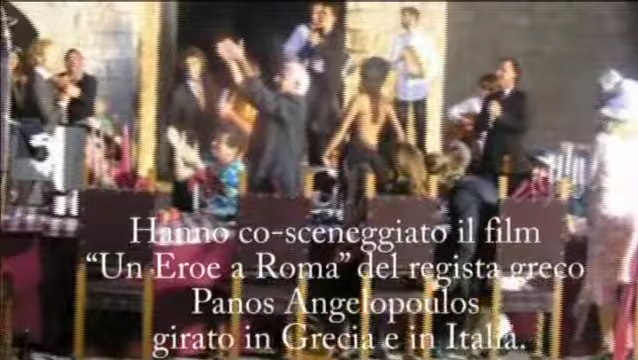 Hanno co-sceneggiato il film
“Un Eroe a Roma” del regista greco
Panos Angelopoulos
girato in Grecia e in Italia.